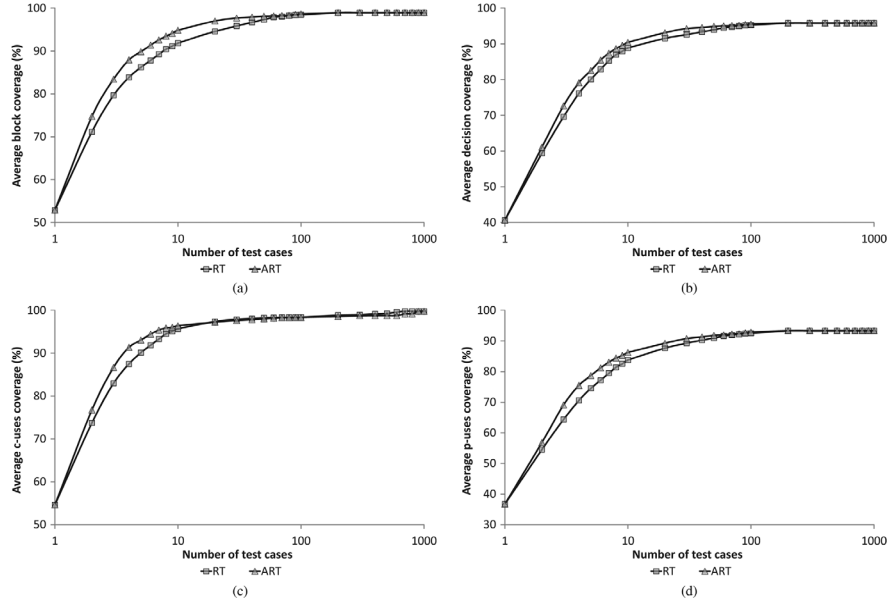 Average block coverage (%)
100
90
80
70
60
50
1 10 100 1000
Number of test cases
RT ART
(a)
Average decision coverage (%)
100
90
80
70
60
50
40
1 10 100 1000
Number of test cases
RT ART
(b)
Average c-uses coverage (%)
100
90
80
70
60
50
1 10 100 1000
Number of test cases
RT ART
(c)
Average p-uses coverage (%)
100
90
80
70
60
50
40
30
1 10 100 1000
Number of test cases
RT ART
(d)